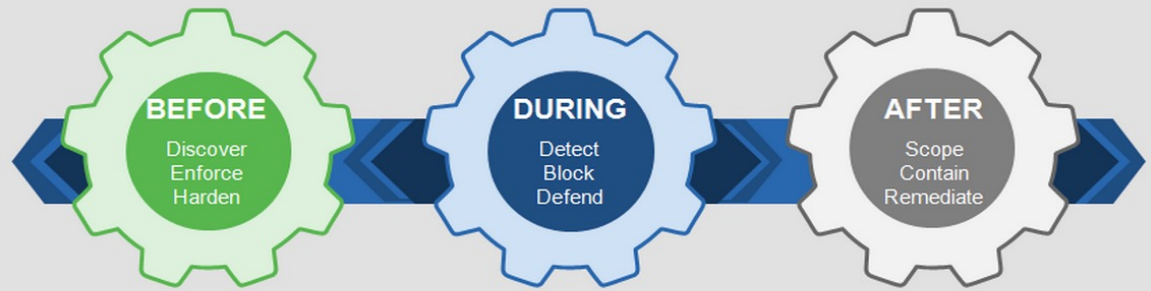 BEFORE
Discover
Enforce
Harden
DURING
Detect
Block
Defend
AFTER
Scope
Contain
Remediate